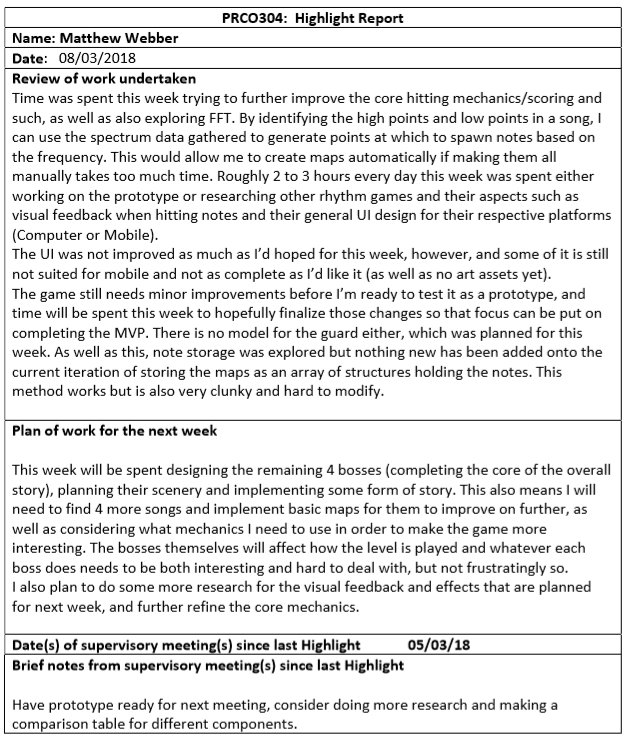 PRCO304: Highlight Report
Name: Matthew Webber
Date: 08/03/2018
Review of work undertaken
Time was spent this week trying to further improve the core hitting mechanics/scoring and
such, as well as also exploring FFT. By identifying the high points and low points in a song, I
can use the spectrum data gathered to generate points at which to spawn notes based on
the frequency. This would allow me to create maps automatically if making them all
manually takes too much time. Roughly 2 to 3 hours every day this week was spent either
working on the prototype or researching other rhythm games and their aspects such as
visual feedback when hitting notes and their general UI design for their respective platforms
(Computer or Mobile).
The UI was not improved as much as I'd hoped for this week, however, and some of it is still
not suited for mobile and not as complete as I'd like it (as well as no art assets yet).
The game still needs minor improvements before I'm ready to test it as a prototype, and
time will be spent this week to hopefully finalize those changes so that focus can be put on
completing the MVP. There is no model for the guard either, which was planned for this
week. As well as this, note storage was explored but nothing new has been added onto the
current iteration of storing the maps as an array of structures holding the notes. This
method works but is also very clunky and hard to modify.
Plan of work for the next week
This week will be spent designing the remaining 4 bosses (completing the core of the overall
story), planning their scenery and implementing some form of story. This also means I will
need to find 4 more songs and implement basic maps for them to improve on further, as
well as considering what mechanics I need to use in order to make the game more
interesting. The bosses themselves will affect how the level is played and whatever each
boss does needs to be both interesting and hard to deal with, but not frustratingly so.
I also plan to do some more research for the visual feedback and effects that are planned
for next week, and further refine the core mechanics.
Date(s) of supervisory meeting(s) since last Highlight 05/03/18
Brief notes from supervisory meeting(s) since last Highlight
Have prototype ready for next meeting, consider doing more research and making a
comparison table for different components.